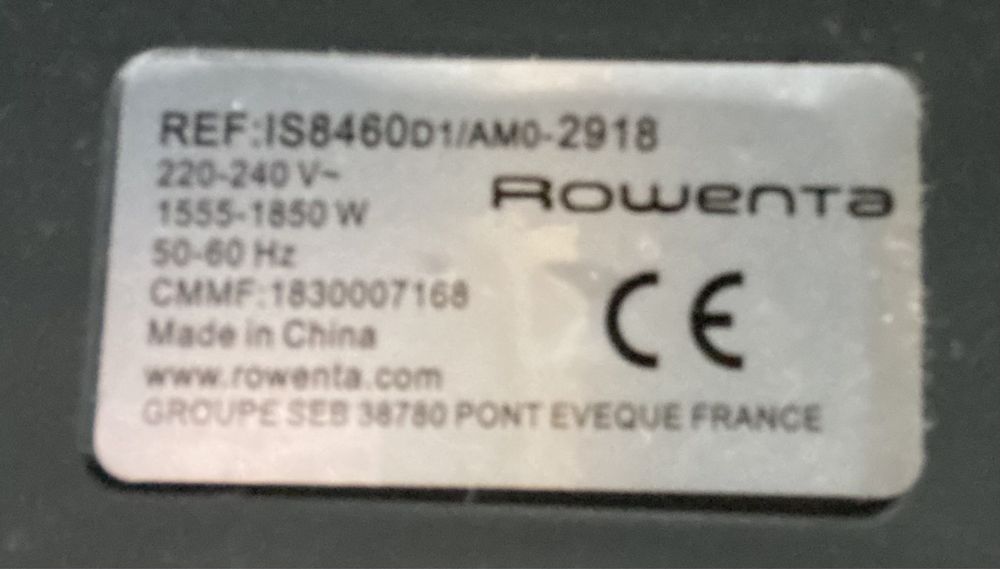 REF:IS8460D1/AM0-2918
220-240 V~
Rowenta
1555-1850 W
50-60 Hz
CMMF:1830007168
CE
Made in China
www.rowenta.com
GROUPE SEB 38780 PONT EVEQUE FRANCE